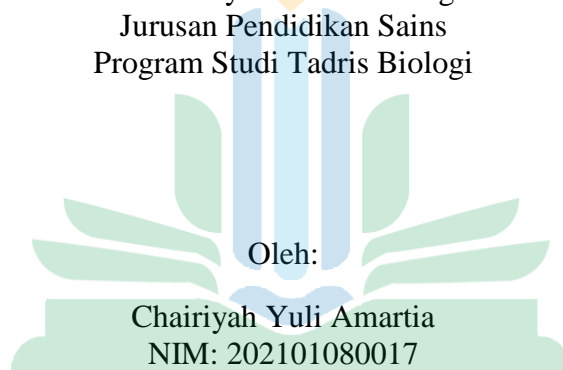 Jurusan Pendidikan Sains
Program Studi Tadris Biologi
Oleh:
Chairiyah Yuli Amartia
NIM: 202101080017